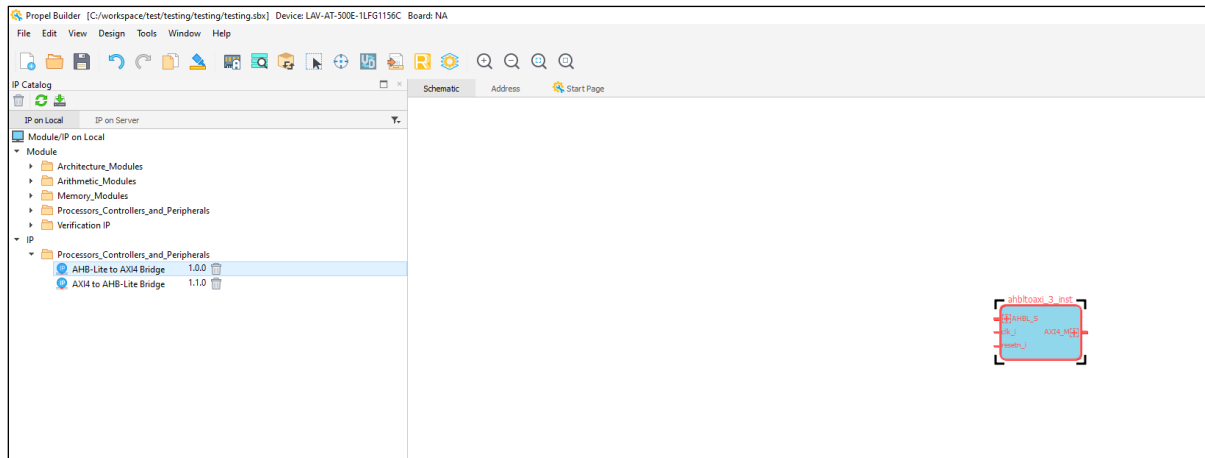 Propel Builder [C:/workspace/test/testing/testing/testing.sbx] Device: LAV-AT-500E-1LFG1156C Board: NA
File Edit View Design Tools Window Help
IP Catalog
Schematic Address Start Page
IP on Local IP on Server
Module/IP on Local
Module
Architecture_Modules
Arithmetic_Modules
Memory_Modules
Processors_Controllers_and_Peripherals
Verification IP
IP
Processors_Controllers_and_Peripherals
AHB-Lite to AXI4 Bridge 1.0.0
AXI4 to AHB-Lite Bridge 1.1.0
ahbltoaxi_3_inst
AHBL_S
clk_i AXI4_M
resetn_i